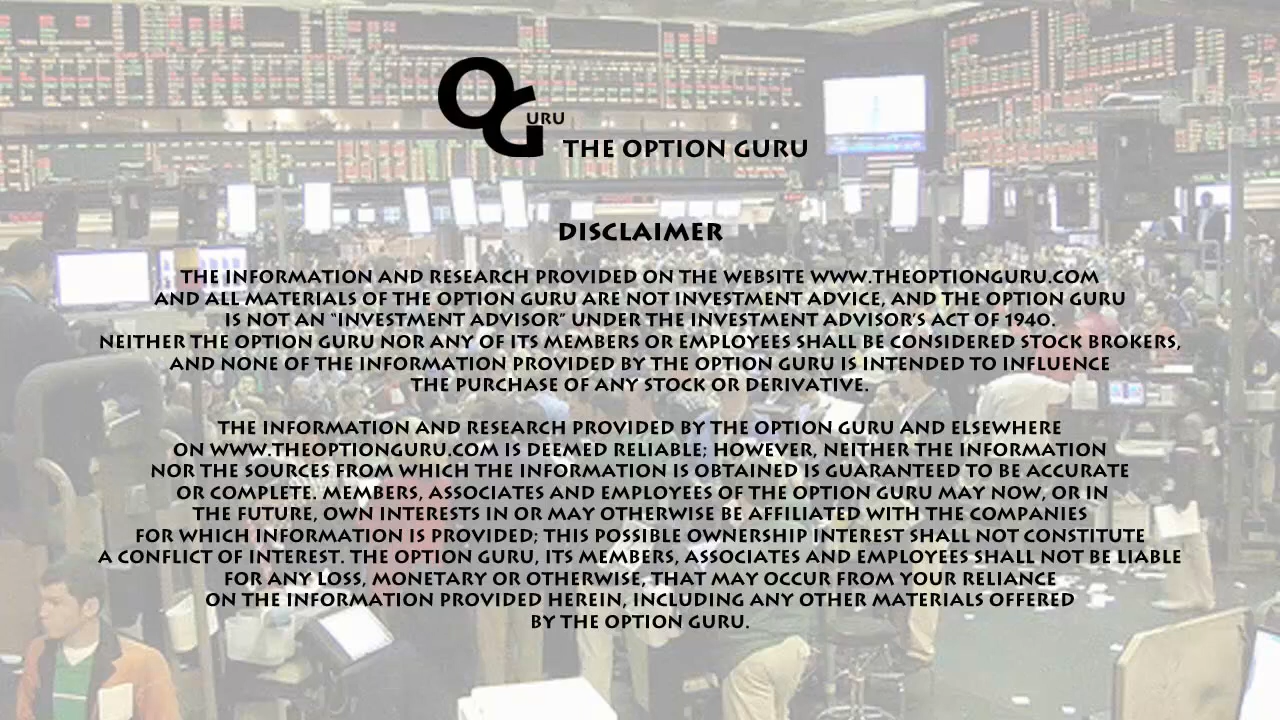 OG
URU
THE OPTION GURU
DISCLAIMER
THE INFORMATION AND RESEARCH PROVIDED ON THE WEBSITE WWW.THEOPTIONGURU.COM
AND ALL MATERIALS OF THE OPTION GURU ARE NOT INVESTMENT ADVICE, AND THE OPTION GURU
IS NOT AN “INVESTMENT ADVISOR” UNDER THE INVESTMENT ADVISOR’S ACT OF 1940.
NEITHER THE OPTION GURU NOR ANY OF ITS MEMBERS OR EMPLOYEES SHALL BE CONSIDERED STOCK BROKERS,
AND NONE OF THE INFORMATION PROVIDED BY THE OPTION GURU IS INTENDED TO INFLUENCE
THE PURCHASE OF ANY STOCK OR DERIVATIVE.
THE INFORMATION AND RESEARCH PROVIDED BY THE OPTION GURU AND ELSEWHERE
ON WWW.THEOPTIONGURU.COM IS DEEMED RELIABLE; HOWEVER, NEITHER THE INFORMATION
NOR THE SOURCES FROM WHICH THE INFORMATION IS OBTAINED IS GUARANTEED TO BE ACCURATE
OR COMPLETE. MEMBERS, ASSOCIATES AND EMPLOYEES OF THE OPTION GURU MAY NOW, OR IN
THE FUTURE, OWN INTERESTS IN OR MAY OTHERWISE BE AFFILIATED WITH THE COMPANIES
FOR WHICH INFORMATION IS PROVIDED; THIS POSSIBLE OWNERSHIP INTEREST SHALL NOT CONSTITUTE
A CONFLICT OF INTEREST. THE OPTION GURU, ITS MEMBERS, ASSOCIATES AND EMPLOYEES SHALL NOT BE LIABLE
FOR ANY LOSS, MONETARY OR OTHERWISE, THAT MAY OCCUR FROM YOUR RELIANCE
ON THE INFORMATION PROVIDED HEREIN, INCLUDING ANY OTHER MATERIALS OFFERED
BY THE OPTION GURU.